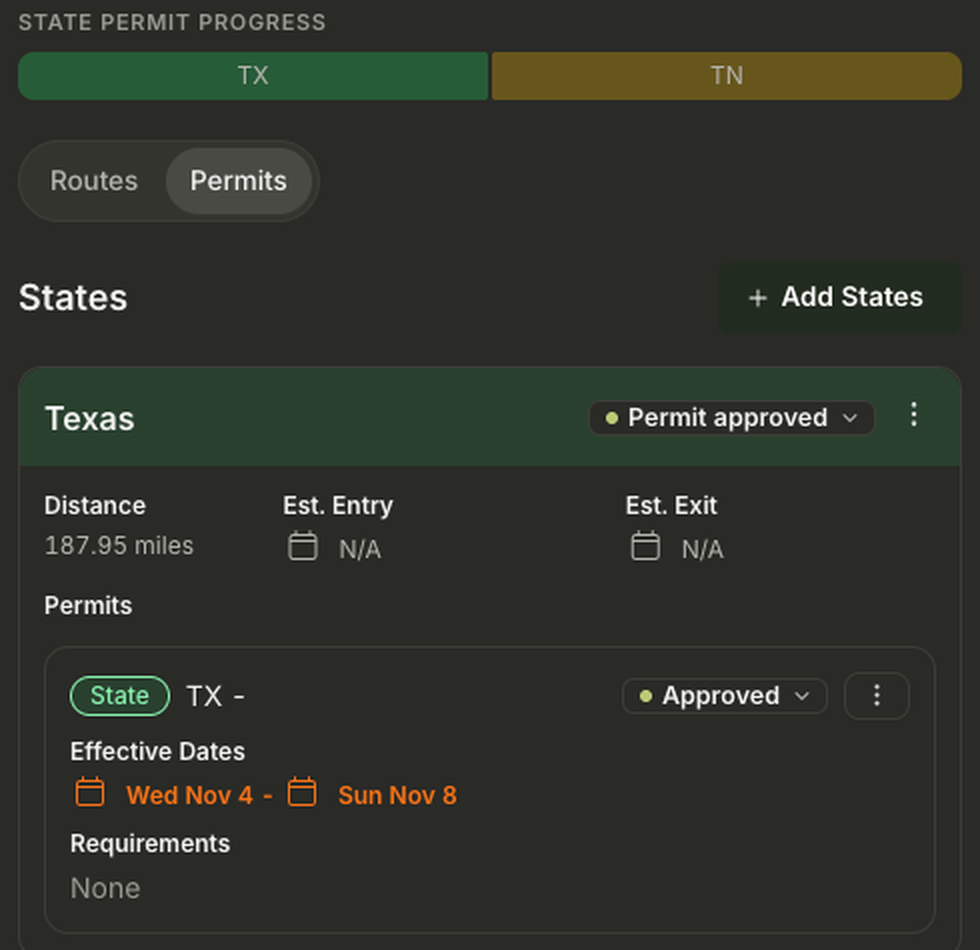 STATE PERMIT PROGRESS
TX TN
Routes Permits
States + Add States
Texas Permit approved
Distance Est. Entry Est. Exit
187.95 miles N/A N/A
Permits
State TX - Approved
Effective Dates
Wed Nov 4 - Sun Nov 8
Requirements
None